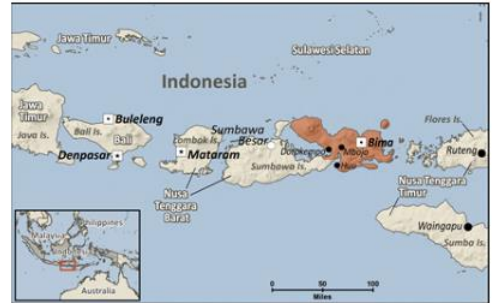 Jawa Timur
Sulawesi Selatan
Indonesia
Jawa
Timur
Java Is.
Buleleng
Bali Is.
Bali
Denpasar
Lombok Is.
Mataram
Sumbawa
Besar
Sumbawa Is.
Mbojo
Bima
Nusa
Tenggara
Barat
Flores Is.
Ruteng
Nusa Tenggara
Timur
Waingapu
Sumba Is.
Philippines
Malaysia
Indonesia
Australia
0 50 100
Miles